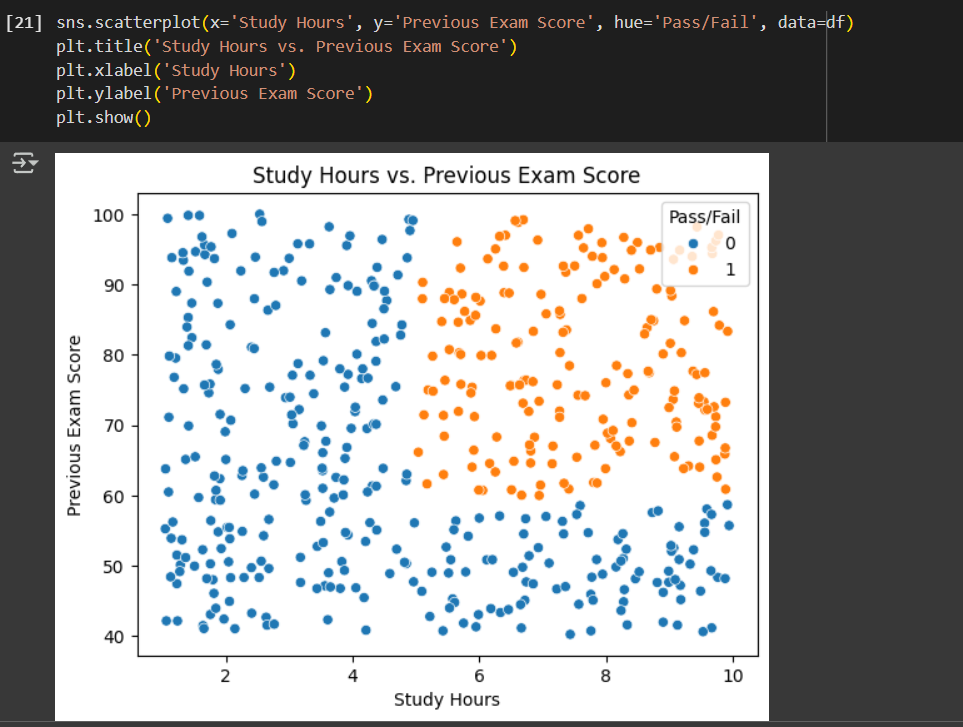 [21] sns.scatterplot(x='Study Hours', y='Previous Exam Score', hue='Pass/Fail', data=df)
plt.title('Study Hours vs. Previous Exam Score')
plt.xlabel('Study Hours')
plt.ylabel('Previous Exam Score')
plt.show()
Study Hours vs. Previous Exam Score
Pass/Fail
0
1
100
90
80
70
60
50
40
Previous Exam Score
2 4 6 8 10
Study Hours